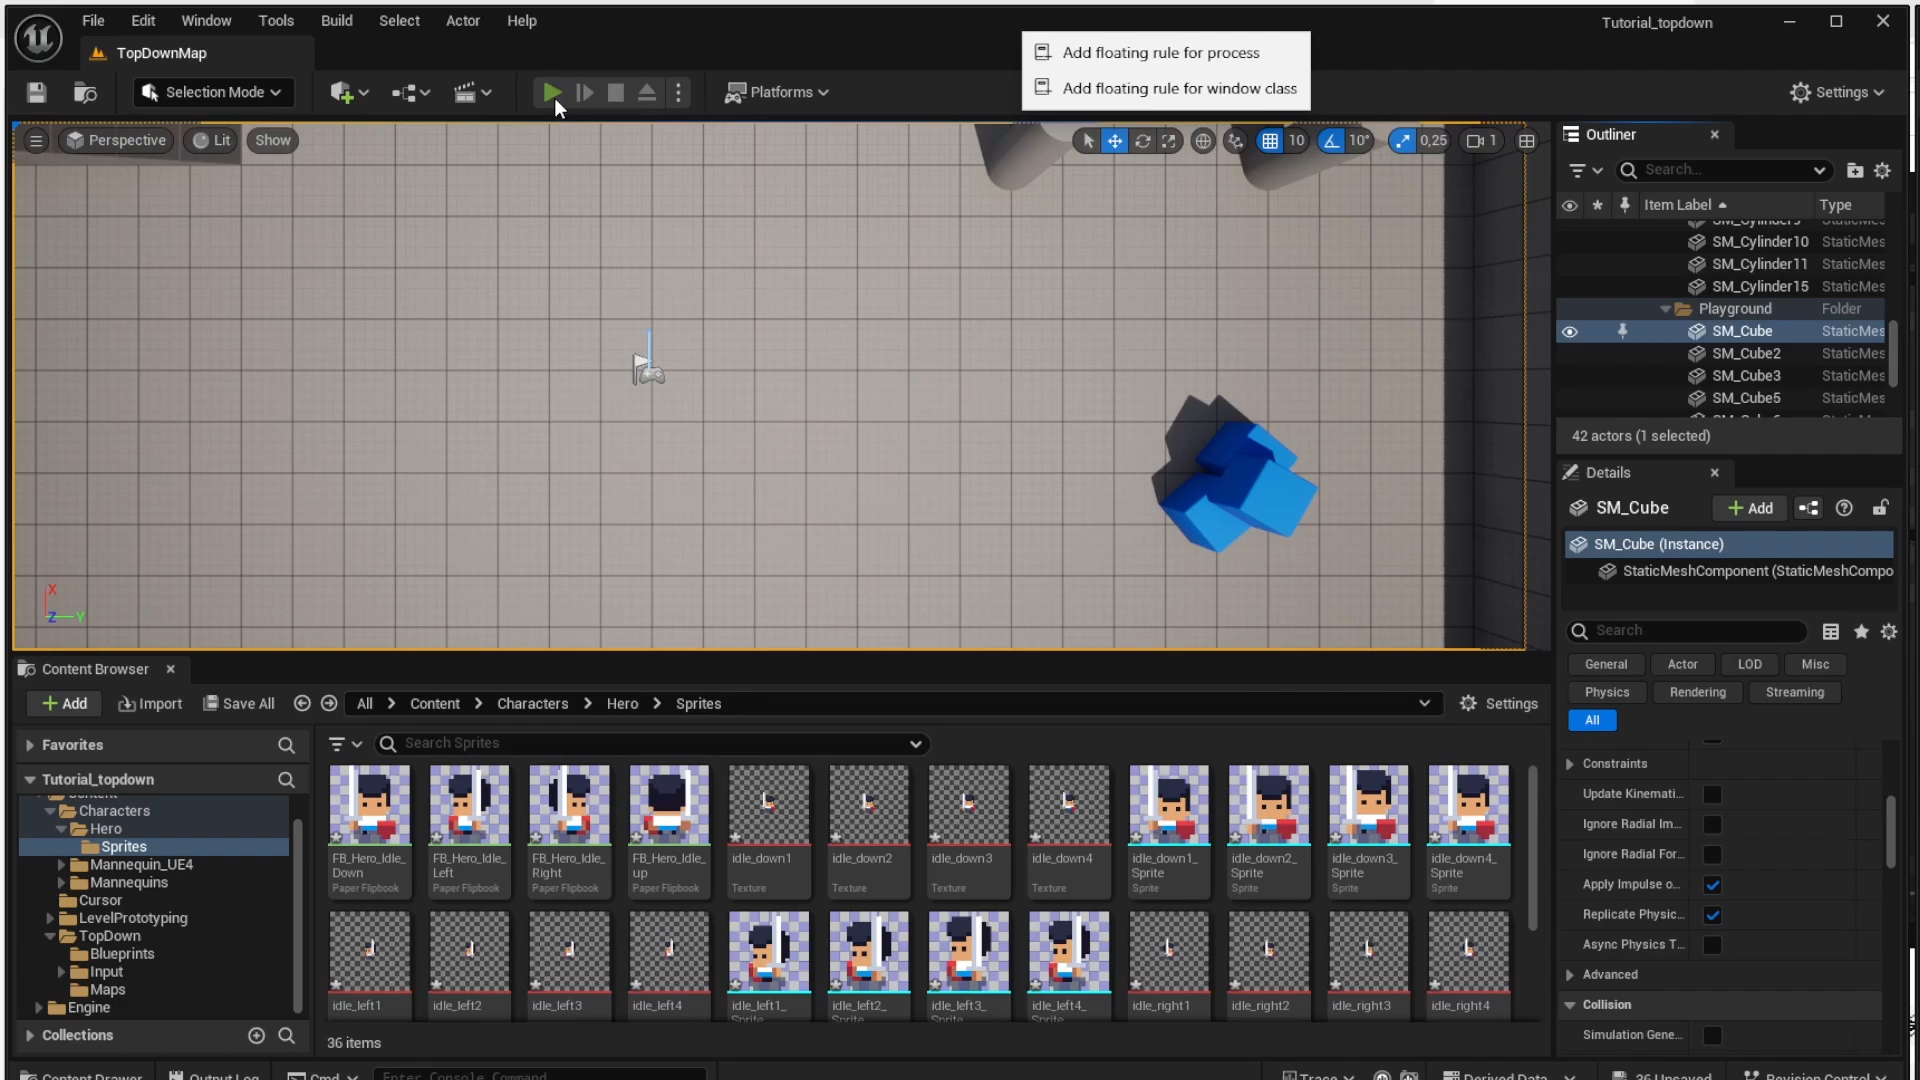 File Edit Window Tools Build Select Actor Help
Tutorial_topdown
TopDownMap
Add floating rule for process
Add floating rule for window class
Selection Mode
Platforms
Settings
Perspective Lit Show
10 10° 0,25 1
Outliner
Search...
Item Label Type
SM_Cylinder10 StaticMes
SM_Cylinder11 StaticMes
SM_Cylinder15 StaticMes
Playground Folder
SM_Cube StaticMes
SM_Cube2 StaticMes
SM_Cube3 StaticMes
SM_Cube5 StaticMes
42 actors (1 selected)
Details
SM_Cube Add
SM_Cube (Instance)
StaticMeshComponent (StaticMeshCompo
Search
General Actor LOD Misc
Physics Rendering Streaming
All
Constraints
Update Kinemati...
Ignore Radial Im...
Ignore Radial For...
Apply Impulse o...
Replicate Physic...
Async Physics T...
Advanced
Collision
Simulation Gene...
X
Z Y
Content Browser
Add Import Save All All Content Characters Hero Sprites Settings
Favorites
Tutorial_topdown
Content
Characters
Hero
Sprites
Mannequin_UE4
Mannequins
Cursor
LevelPrototyping
TopDown
Blueprints
Input
Maps
Engine
Collections
Search Sprites
FB_Hero_Idle_Down Paper Flipbook
FB_Hero_Idle_Left Paper Flipbook
FB_Hero_Idle_Right Paper Flipbook
FB_Hero_Idle_up Paper Flipbook
idle_down1 Texture
idle_down2 Texture
idle_down3 Texture
idle_down4 Texture
idle_down1_Sprite Sprite
idle_down2_Sprite Sprite
idle_down3_Sprite Sprite
idle_down4_Sprite Sprite
idle_left1
idle_left2
idle_left3
idle_left4
idle_left1_Sprite
idle_left2_Sprite
idle_left3_Sprite
idle_left4_Sprite
idle_right1
idle_right2
idle_right3
idle_right4
36 items
Content Drawer Output Log Cmd Enter Console Command Trace Derived Data 36 Unsaved Revision Control